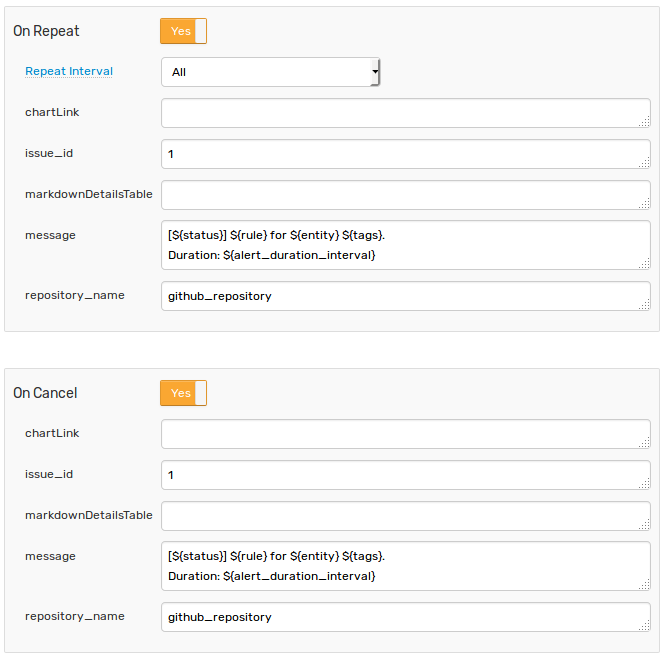 On Repeat Yes
Repeat Interval All
chartLink
issue_id 1
markdownDetailsTable
message [${status}] ${rule} for ${entity} ${tags}.
Duration: ${alert_duration_interval}
repository_name github_repository
On Cancel Yes
chartLink
issue_id 1
markdownDetailsTable
message [${status}] ${rule} for ${entity} ${tags}.
Duration: ${alert_duration_interval}
repository_name github_repository